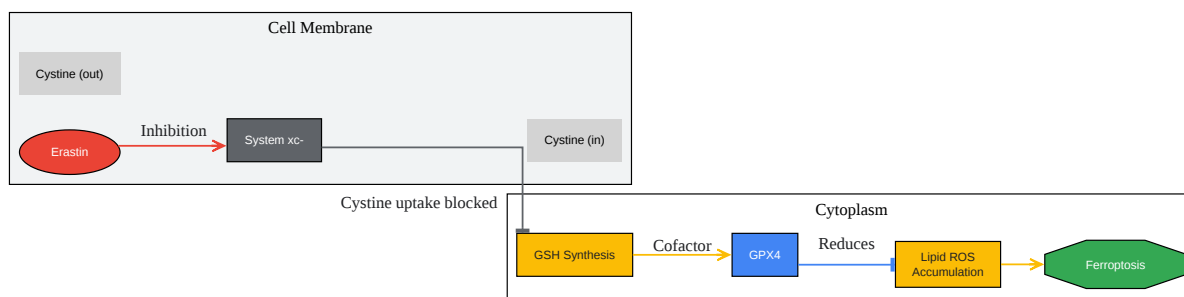 Cell Membrane
Cystine (out)
Inhibition
Erastin
System xc-
Cystine (in)
Cystine uptake blocked
Cytoplasm
GSH Synthesis
Cofactor
GPX4
Reduces
Lipid ROS
Accumulation
Ferroptosis